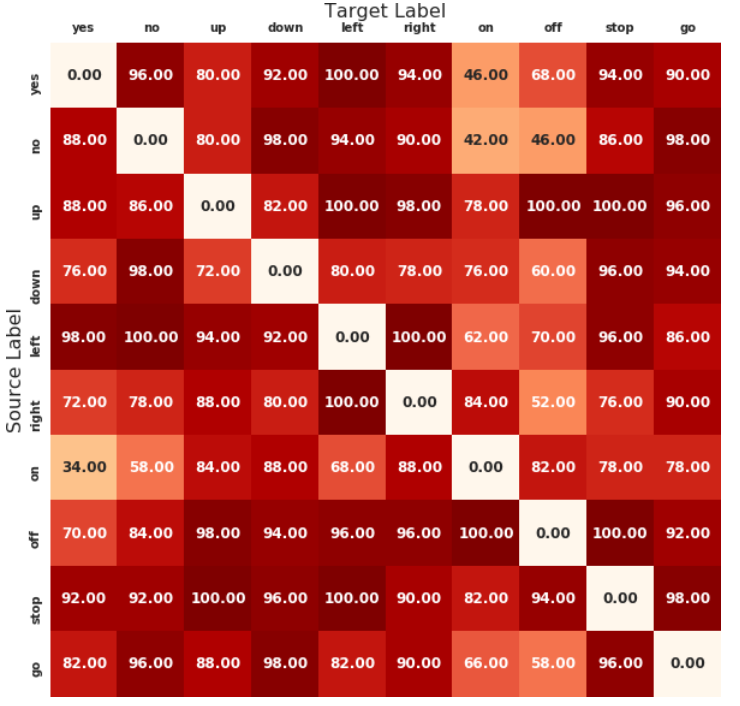 Target Label
yes no up down left right on off stop go
Source Label
yes 0.00 96.00 80.00 92.00 100.00 94.00 46.00 68.00 94.00 90.00
no 88.00 0.00 80.00 98.00 94.00 90.00 42.00 46.00 86.00 98.00
up 88.00 86.00 0.00 82.00 100.00 98.00 78.00 100.00 100.00 96.00
down 76.00 98.00 72.00 0.00 80.00 78.00 76.00 60.00 96.00 94.00
left 98.00 100.00 94.00 92.00 0.00 100.00 62.00 70.00 96.00 86.00
right 72.00 78.00 88.00 80.00 100.00 0.00 84.00 52.00 76.00 90.00
on 34.00 58.00 84.00 88.00 68.00 88.00 0.00 82.00 78.00 78.00
off 70.00 84.00 98.00 94.00 96.00 96.00 100.00 0.00 100.00 92.00
stop 92.00 92.00 100.00 96.00 100.00 90.00 82.00 94.00 0.00 98.00
go 82.00 96.00 88.00 98.00 82.00 90.00 66.00 58.00 96.00 0.00